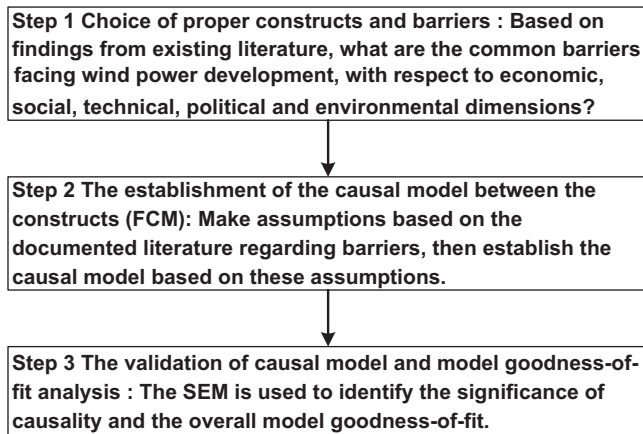 Step 1 Choice of proper constructs and barriers : Based on
findings from existing literature, what are the common barriers
facing wind power development, with respect to economic,
social, technical, political and environmental dimensions?
Step 2 The establishment of the causal model between the
constructs (FCM): Make assumptions based on the
documented literature regarding barriers, then establish the
causal model based on these assumptions.
Step 3 The validation of causal model and model goodness-of-
fit analysis : The SEM is used to identify the significance of
causality and the overall model goodness-of-fit.